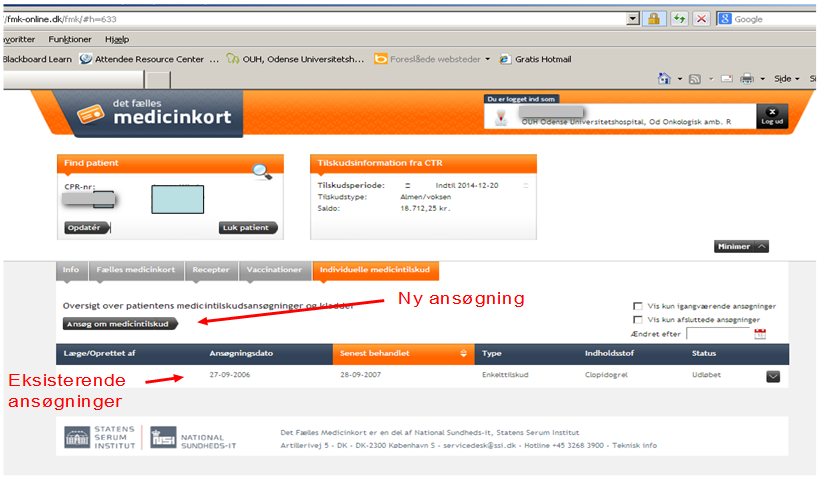 /fmk-online.dk/fmk/#h=633
Google
avoritter Funktioner Hjælp
Blackboard Learn Attendee Resource Center ... OUH, Odense Universitetsh... Foreslåede websteder Gratis Hotmail
Side
det fælles
medicinkort
Du er logget ind som
OUH Odense Universitetshospital, Od Onkologisk amb. R
Log ud
Find patient
CPR-nr:
Opdatér
Luk patient
Tilskudsinformation fra CTR
Tilskudsperiode: Indtil 2014-12-20
Tilskudstype: Almen/voksen
Saldo: 18.712,25 kr.
Minimer
Info Fælles medicinkort Recepter Vaccinationer Individuelle medicintilskud
Oversigt over patientens medicintilskudsansøgninger og kladder
Ny ansøgning
Ansøg om medicintilskud
Vis kun igangværende ansøgninger
Vis kun afsluttede ansøgninger
Ændret efter
Læge/Oprettet af Ansøgningsdato Senest behandlet Type Indholdsstof Status
Eksisterende
ansøgninger
27-09-2006 28-09-2007 Enkelttilskud Clopidogrel Udløbet
STATENS
SERUM
INSTITUT
NSI
NATIONAL
SUNDHEDS-IT
Det Fælles Medicinkort er en del af National Sundheds-it, Statens Serum Institut
Artillerivej 5 - DK - DK-2300 København S - servicedesk@ssi.dk - Hotline +45 3268 3900 - Teknisk info